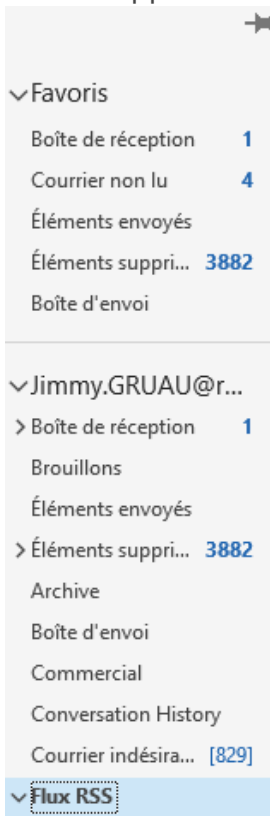 Favoris
Boîte de réception 1
Courrier non lu 4
Éléments envoyés
Éléments suppri... 3882
Boîte d'envoi
Jimmy.GRUAU@r...
Boîte de réception 1
Brouillons
Éléments envoyés
Éléments suppri... 3882
Archive
Boîte d'envoi
Commercial
Conversation History
Courrier indésira... [829]
Flux RSS